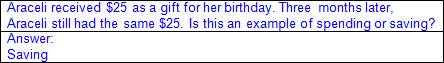 Araceli received $25 as a gift for her birthday. Three months later,
Araceli still had the same $25. Is this an example of spending or saving?
Answer:
Saving